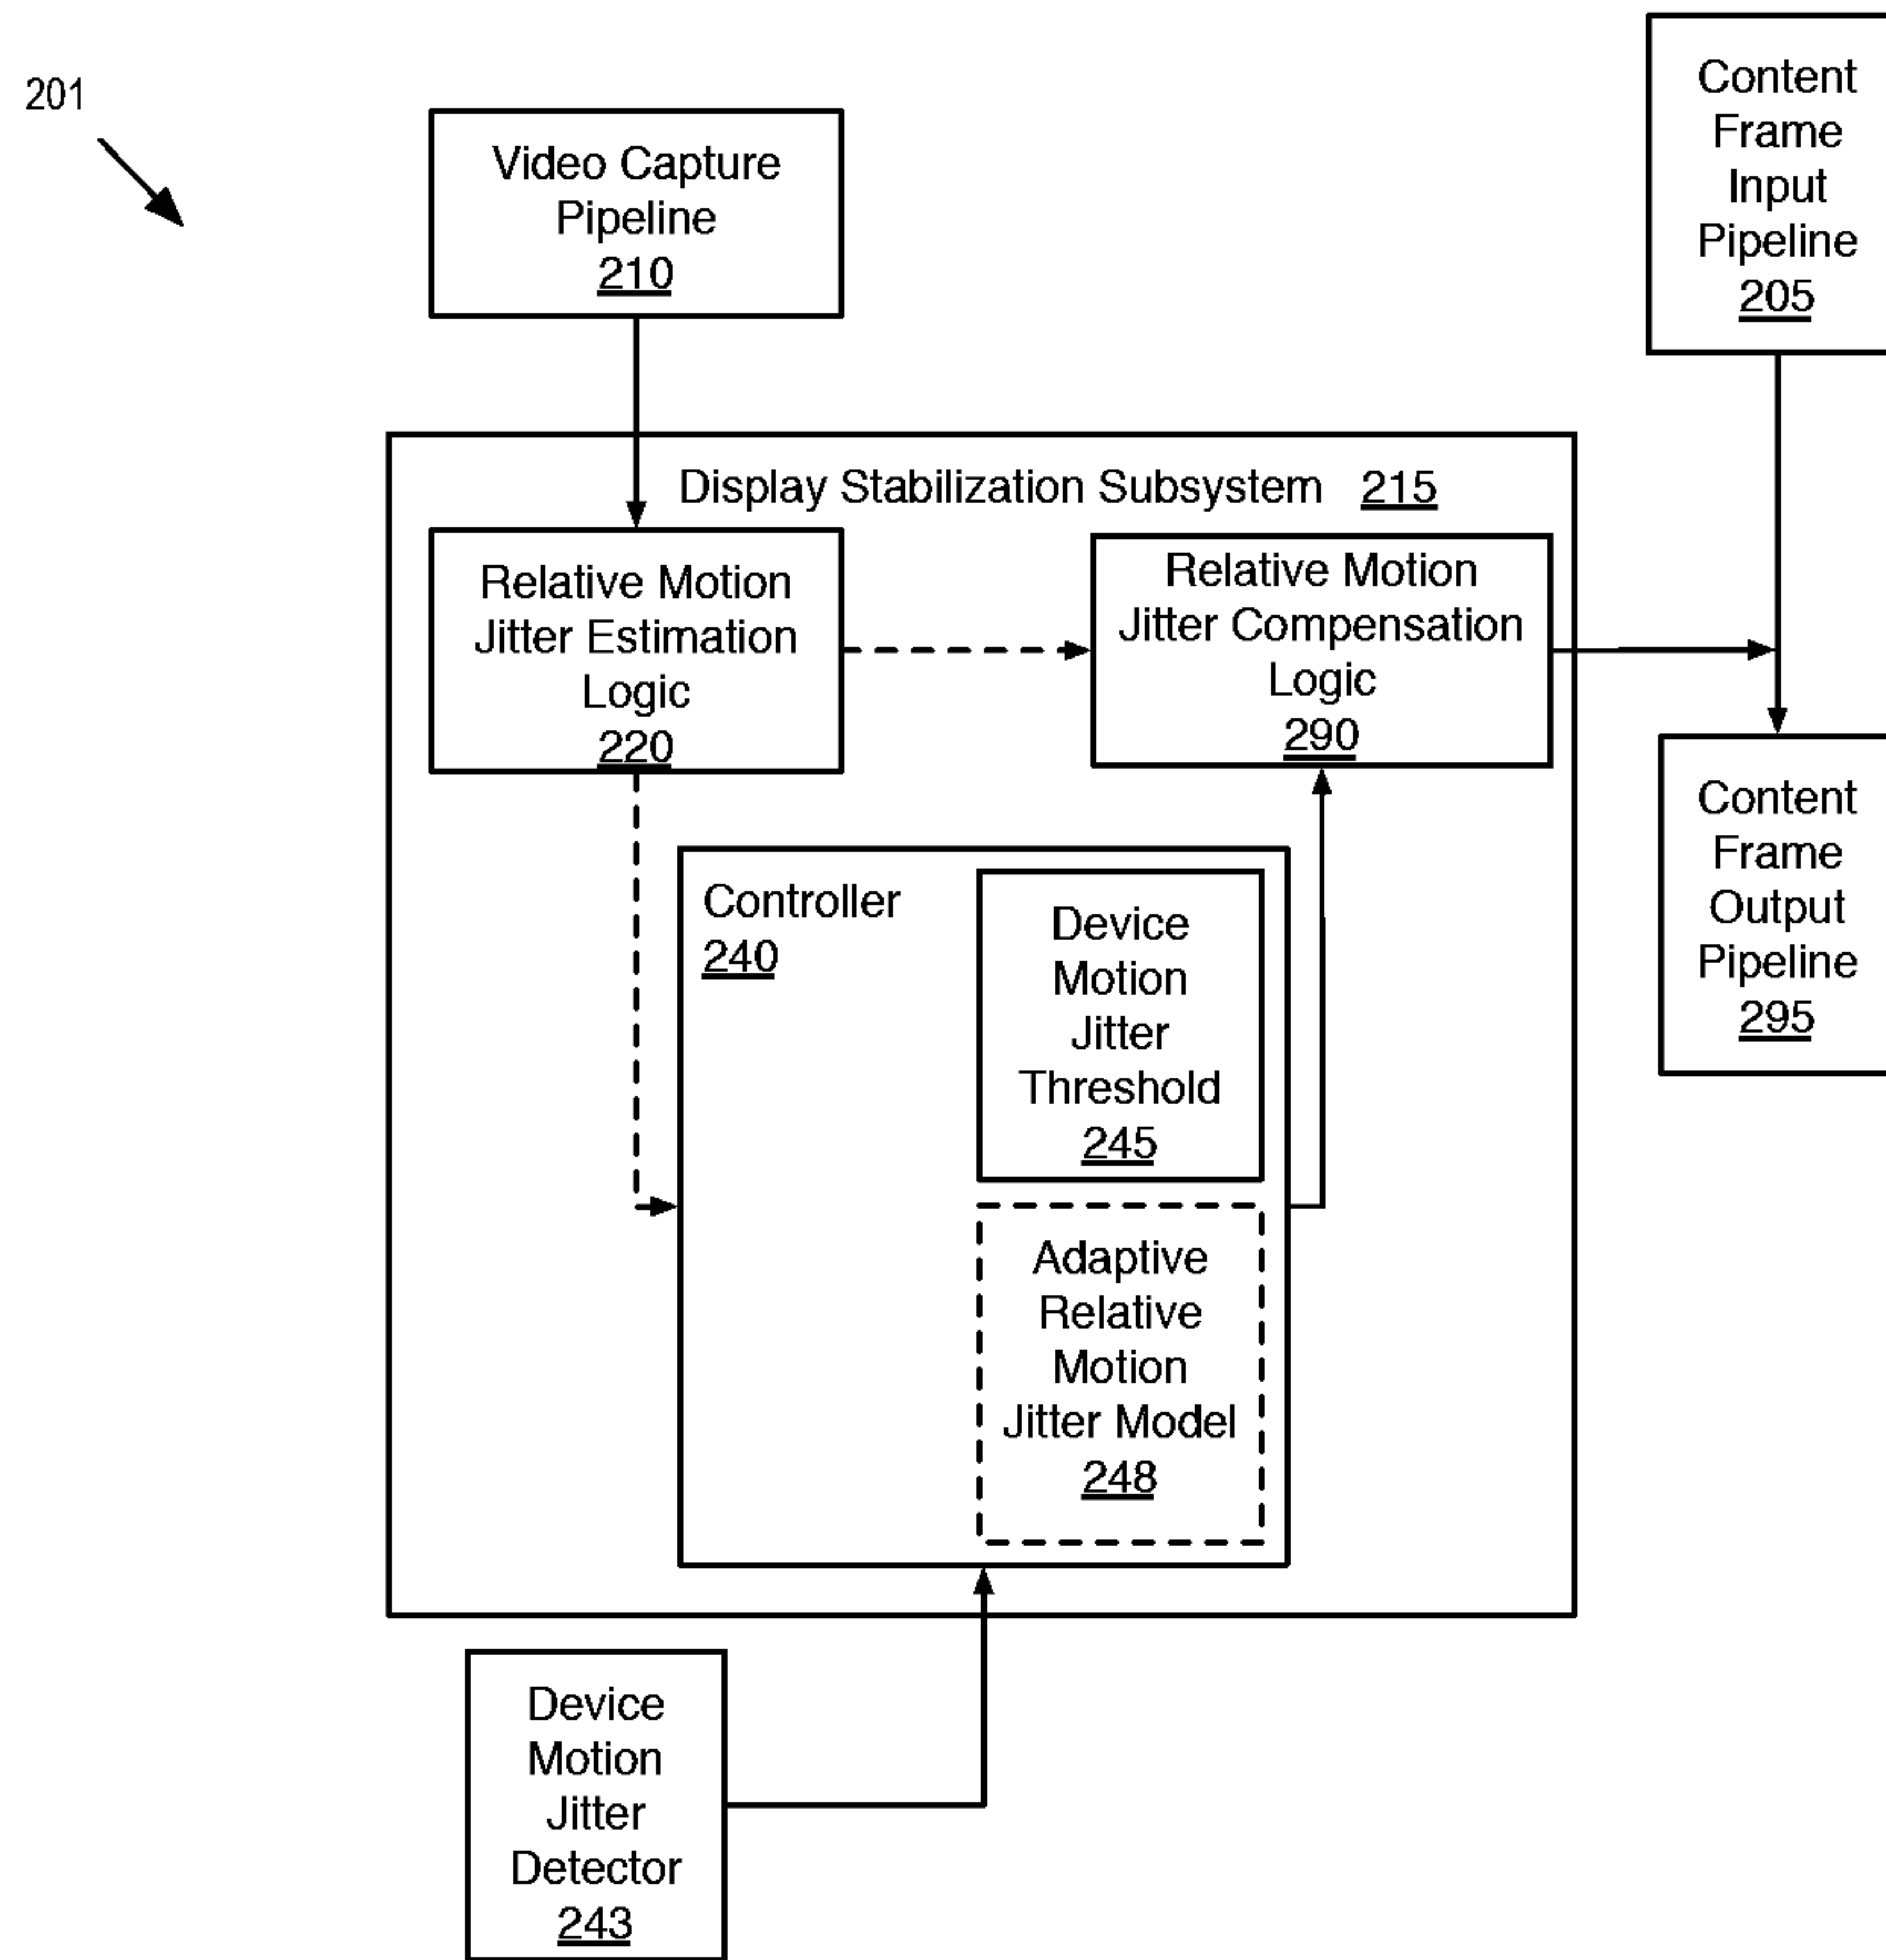 201
Video Capture
Pipeline
210
Content
Frame
Input
Pipeline
205
Display Stabilization Subsystem 215
Relative Motion
Jitter Estimation
Logic
220
Relative Motion
Jitter Compensation
Logic
290
Controller
240
Device
Motion
Jitter
Threshold
245
Adaptive
Relative
Motion
Jitter Model
248
Content
Frame
Output
Pipeline
295
Device
Motion
Jitter
Detector
243